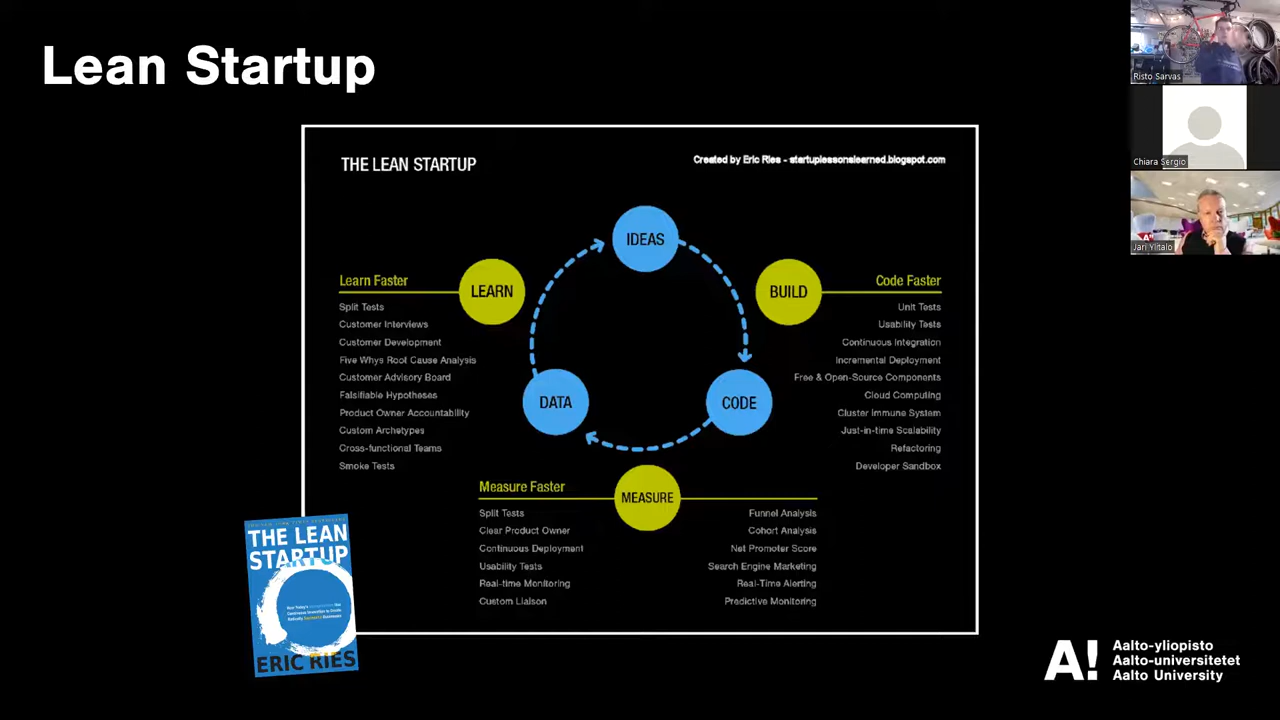 Lean Startup
THE LEAN STARTUP
Created by Eric Ries - startuplessonslearned.blogspot.com
IDEAS
Learn Faster
LEARN
BUILD
Code Faster
Split Tests
Customer Interviews
Customer Development
Five Whys Root Cause Analysis
Customer Advisory Board
Falsifiable Hypotheses
Product Owner Accountability
Custom Archetypes
Cross-functional Teams
Smoke Tests
Unit Tests
Usability Tests
Continuous Integration
Incremental Deployment
Free & Open-Source Components
Cloud Computing
Cluster Immune System
Just-in-time Scalability
Refactoring
Developer Sandbox
DATA
CODE
Measure Faster
MEASURE
Split Tests
Clear Product Owner
Continuous Deployment
Usability Tests
Real-time Monitoring
Custom Liaison
Funnel Analysis
Cohort Analysis
Net Promoter Score
Search Engine Marketing
Real-Time Alerting
Predictive Monitoring
THE LEAN
STARTUP
ERIC RIES
A!
Aalto-yliopisto
Aalto-universitetet
Aalto University
Risto Sarvas
Chiara Sergio
Jari Ylitalo